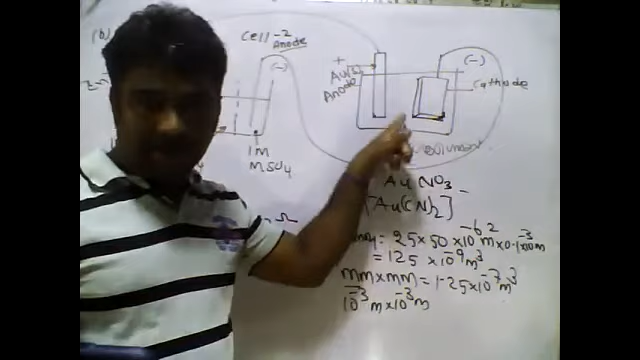 (b)
Cell-2
Anode
(-)
1M
MSO4
+
Au(s)
Anode
(-)
Cathode
AuNO3
[Au(CN)2]
= 25×50×10^-6 m^2 × 0.1×10^-3 m
= 125 × 10^-9 m^3
mm×mm = 1.25×10^-7 m^3
10^-3 m×10^-3 m